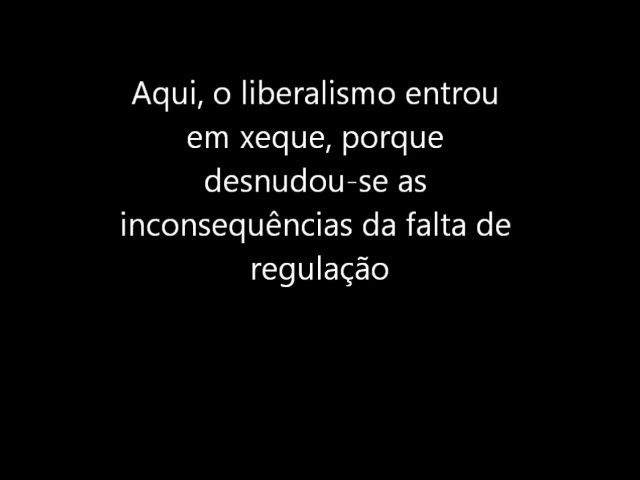 Aqui, o liberalismo entrou
em xeque, porque
desnudou-se as
inconsequências da falta de
regulação